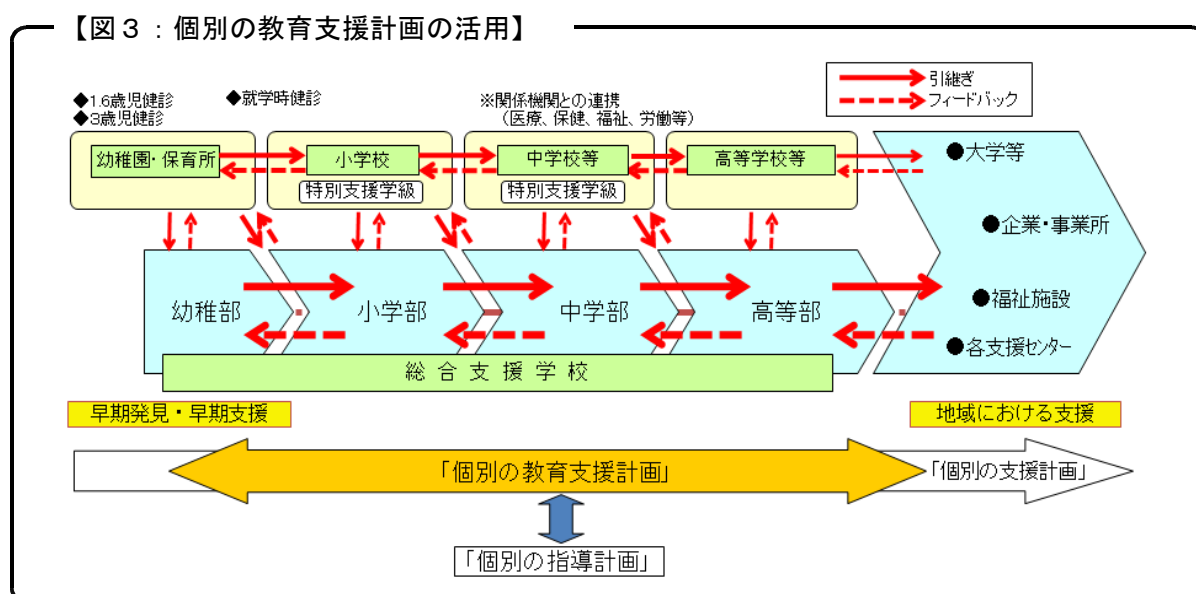 【図３：個別の教育支援計画の活用】
引継ぎ
フィードバック
◆1.6歳児健診
◆3歳児健診
◆就学時健診
※関係機関との連携
（医療、保健、福祉、労働等）
幼稚園・保育所
小学校
中学校等
高等学校等
特別支援学級
特別支援学級
●大学等
●企業・事業所
●福祉施設
●各支援センター
幼稚部
小学部
中学部
高等部
総合支援学校
早期発見・早期支援
地域における支援
「個別の教育支援計画」
「個別の支援計画」
「個別の指導計画」